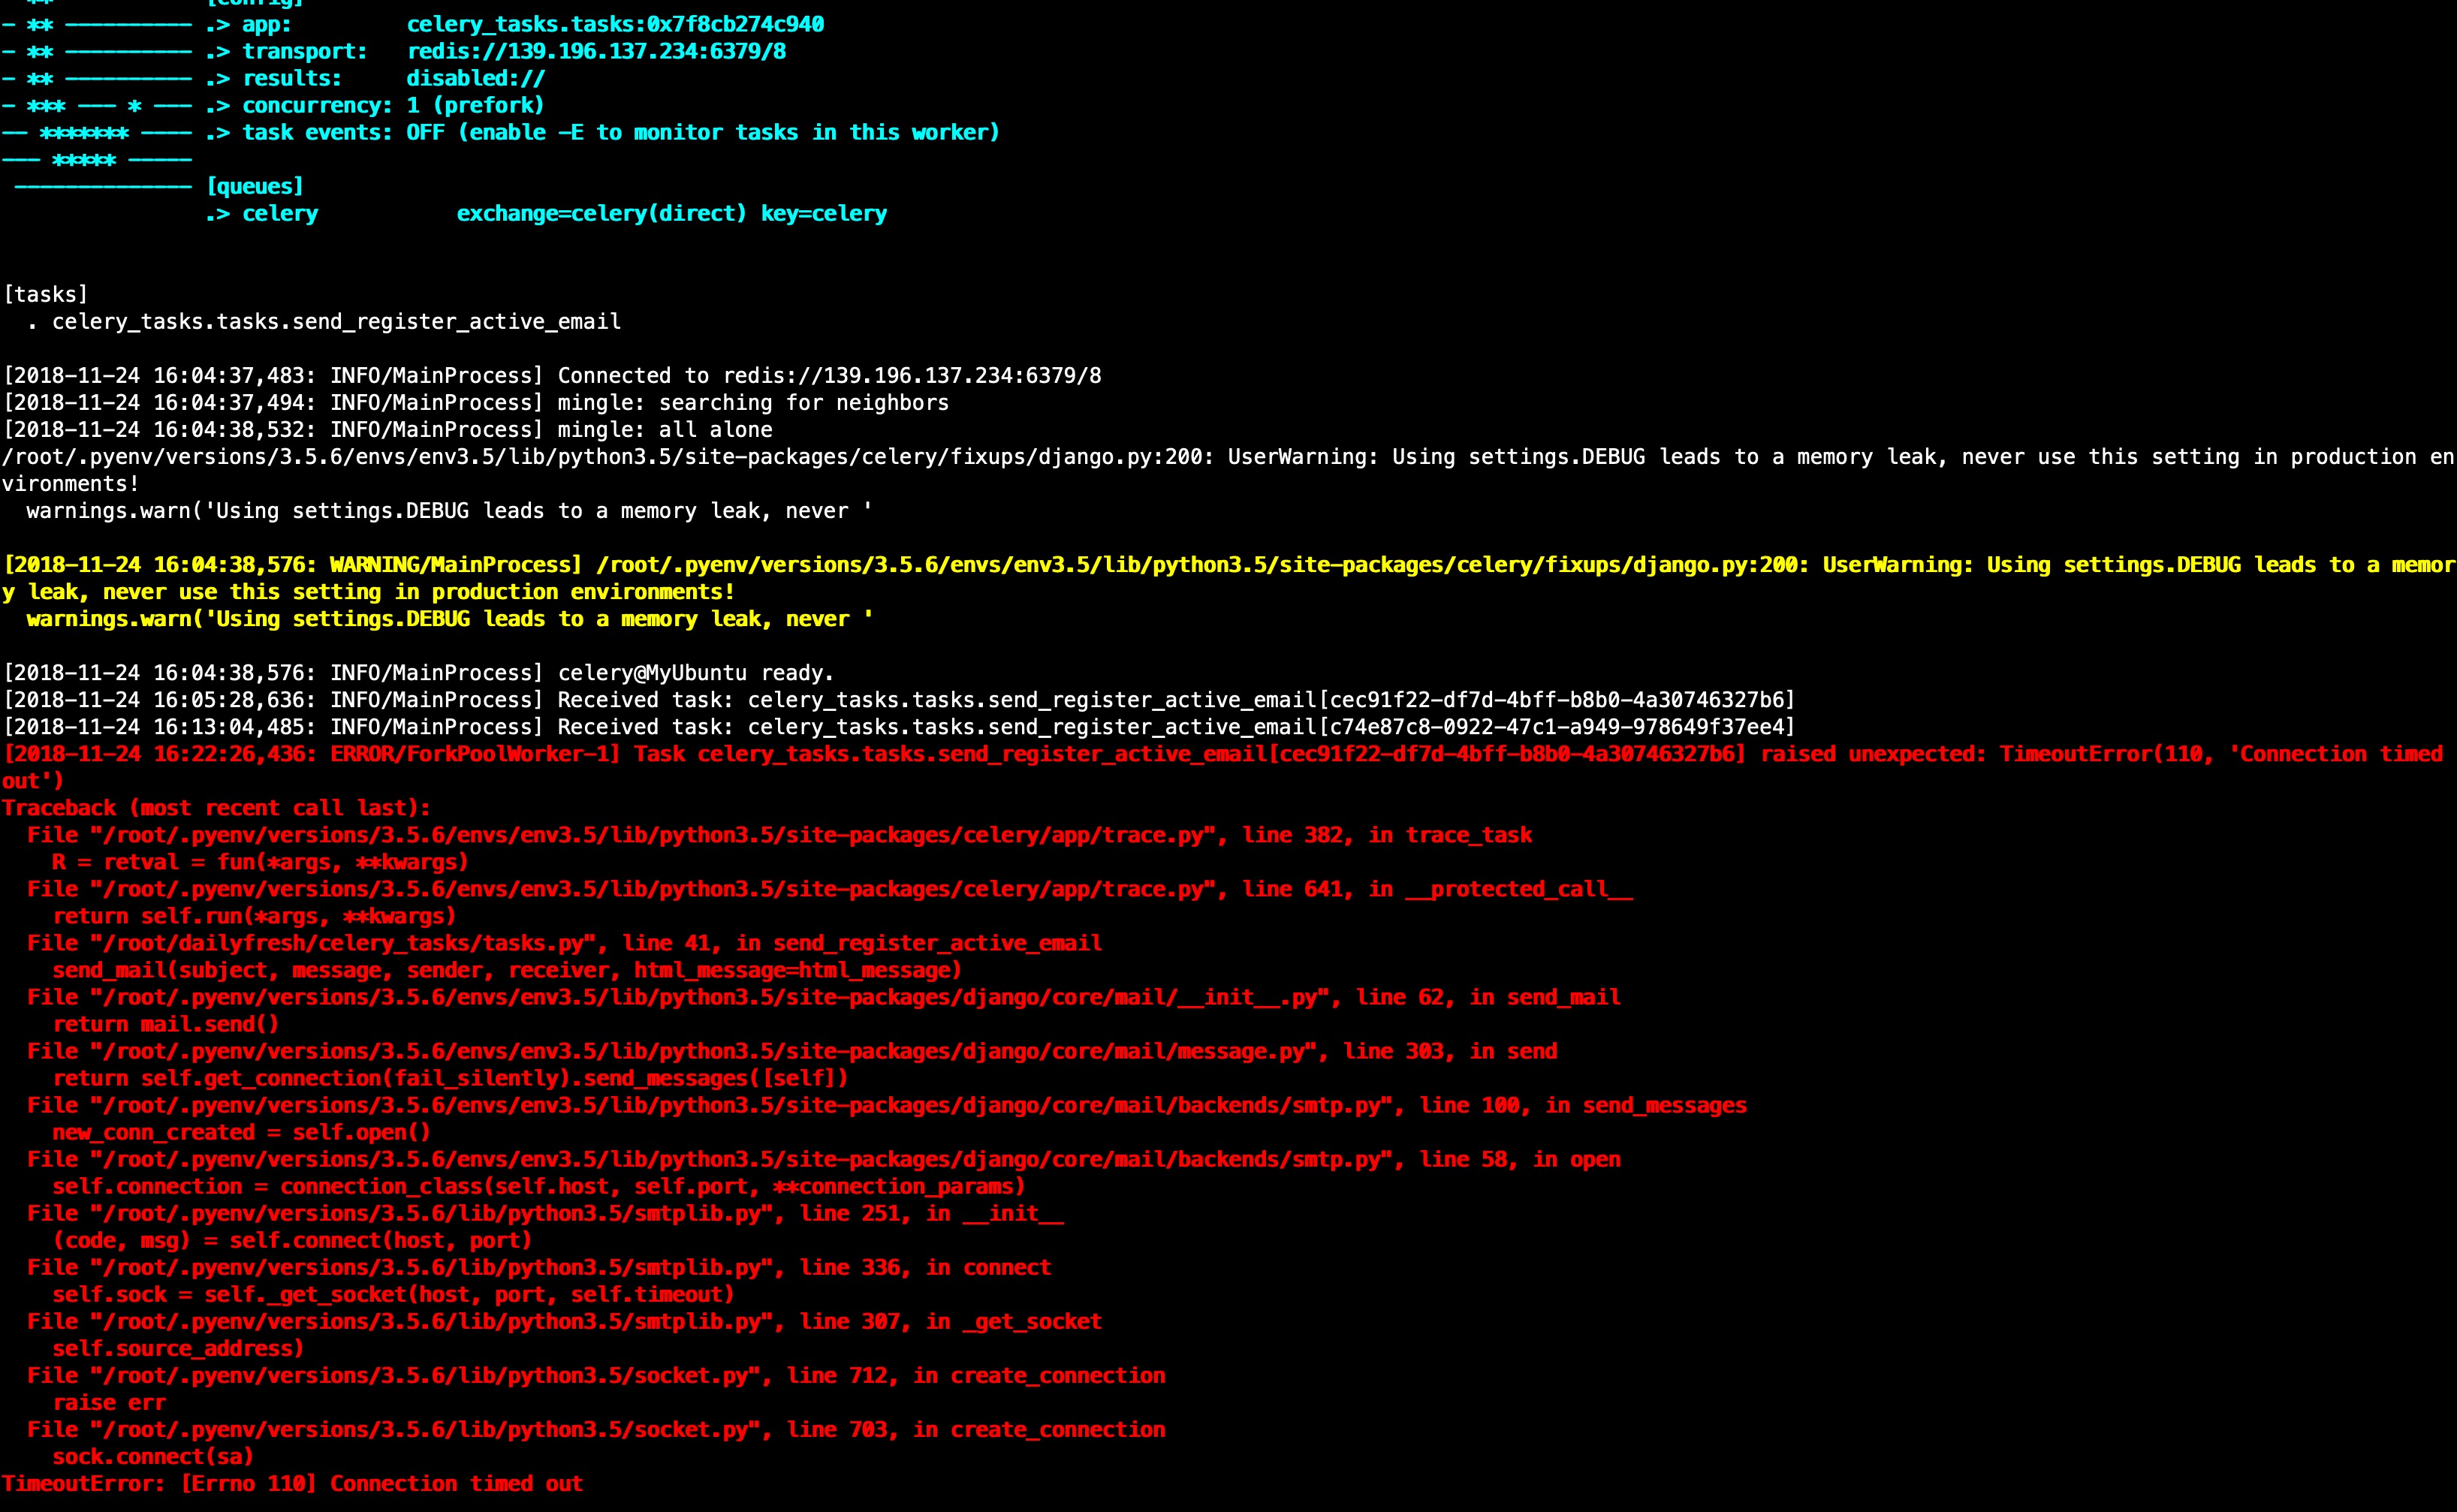 - ** ---------- [config]
- ** ---------- .> app:         celery_tasks.tasks:0x7f8cb274c940
- ** ---------- .> transport:   redis://139.196.137.234:6379/8
- ** ---------- .> results:     disabled://
- *** --- * --- .> concurrency: 1 (prefork)
-- ******* ---- .> task events: OFF (enable -E to monitor tasks in this worker)
--- ***** -----
 -------------- [queues]
                .> celery           exchange=celery(direct) key=celery
[tasks]
  . celery_tasks.tasks.send_register_active_email
[2018-11-24 16:04:37,483: INFO/MainProcess] Connected to redis://139.196.137.234:6379/8
[2018-11-24 16:04:37,494: INFO/MainProcess] mingle: searching for neighbors
[2018-11-24 16:04:38,532: INFO/MainProcess] mingle: all alone
/root/.pyenv/versions/3.5.6/envs/env3.5/lib/python3.5/site-packages/celery/fixups/django.py:200: UserWarning: Using settings.DEBUG leads to a memory leak, never use this setting in production en
vironments!
  warnings.warn('Using settings.DEBUG leads to a memory leak, never '
[2018-11-24 16:04:38,576: WARNING/MainProcess] /root/.pyenv/versions/3.5.6/envs/env3.5/lib/python3.5/site-packages/celery/fixups/django.py:200: UserWarning: Using settings.DEBUG leads to a memor
y leak, never use this setting in production environments!
  warnings.warn('Using settings.DEBUG leads to a memory leak, never '
[2018-11-24 16:04:38,576: INFO/MainProcess] celery@MyUbuntu ready.
[2018-11-24 16:05:28,636: INFO/MainProcess] Received task: celery_tasks.tasks.send_register_active_email[cec91f22-df7d-4bff-b8b0-4a30746327b6]
[2018-11-24 16:13:04,485: INFO/MainProcess] Received task: celery_tasks.tasks.send_register_active_email[c74e87c8-0922-47c1-a949-978649f37ee4]
[2018-11-24 16:22:26,436: ERROR/ForkPoolWorker-1] Task celery_tasks.tasks.send_register_active_email[cec91f22-df7d-4bff-b8b0-4a30746327b6] raised unexpected: TimeoutError(110, 'Connection timed
out')
Traceback (most recent call last):
  File "/root/.pyenv/versions/3.5.6/envs/env3.5/lib/python3.5/site-packages/celery/app/trace.py", line 382, in trace_task
    R = retval = fun(*args, **kwargs)
  File "/root/.pyenv/versions/3.5.6/envs/env3.5/lib/python3.5/site-packages/celery/app/trace.py", line 641, in __protected_call__
    return self.run(*args, **kwargs)
  File "/root/dailyfresh/celery_tasks/tasks.py", line 41, in send_register_active_email
    send_mail(subject, message, sender, receiver, html_message=html_message)
  File "/root/.pyenv/versions/3.5.6/envs/env3.5/lib/python3.5/site-packages/django/core/mail/__init__.py", line 62, in send_mail
    return mail.send()
  File "/root/.pyenv/versions/3.5.6/envs/env3.5/lib/python3.5/site-packages/django/core/mail/message.py", line 303, in send
    return self.get_connection(fail_silently).send_messages([self])
  File "/root/.pyenv/versions/3.5.6/envs/env3.5/lib/python3.5/site-packages/django/core/mail/backends/smtp.py", line 100, in send_messages
    new_conn_created = self.open()
  File "/root/.pyenv/versions/3.5.6/envs/env3.5/lib/python3.5/site-packages/django/core/mail/backends/smtp.py", line 58, in open
    self.connection = connection_class(self.host, self.port, **connection_params)
  File "/root/.pyenv/versions/3.5.6/lib/python3.5/smtplib.py", line 251, in __init__
    (code, msg) = self.connect(host, port)
  File "/root/.pyenv/versions/3.5.6/lib/python3.5/smtplib.py", line 336, in connect
    self.sock = self._get_socket(host, port, self.timeout)
  File "/root/.pyenv/versions/3.5.6/lib/python3.5/smtplib.py", line 307, in _get_socket
    self.source_address)
  File "/root/.pyenv/versions/3.5.6/lib/python3.5/socket.py", line 712, in create_connection
    raise err
  File "/root/.pyenv/versions/3.5.6/lib/python3.5/socket.py", line 703, in create_connection
    sock.connect(sa)
TimeoutError: [Errno 110] Connection timed out